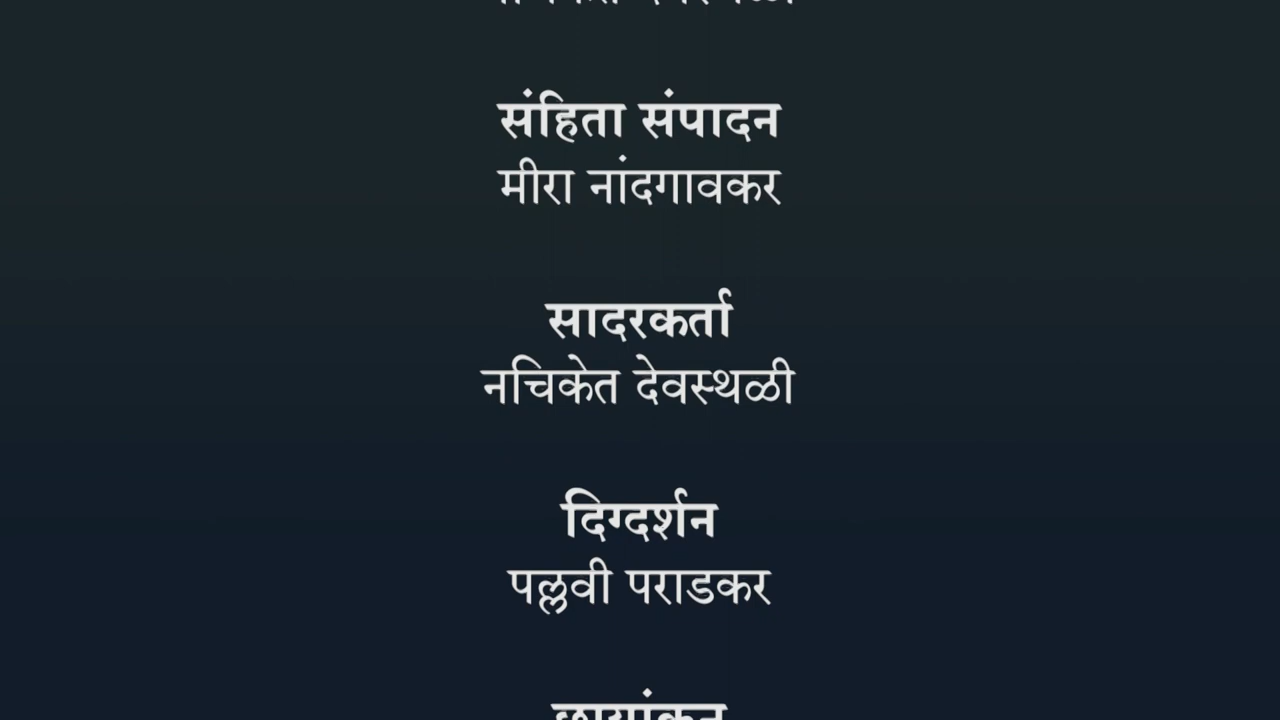 संहिता संपादन
मीरा नांदगावकर
सादरकर्ता
नचिकेत देवस्थळी
दिग्दर्शन
पल्लवी पराडकर